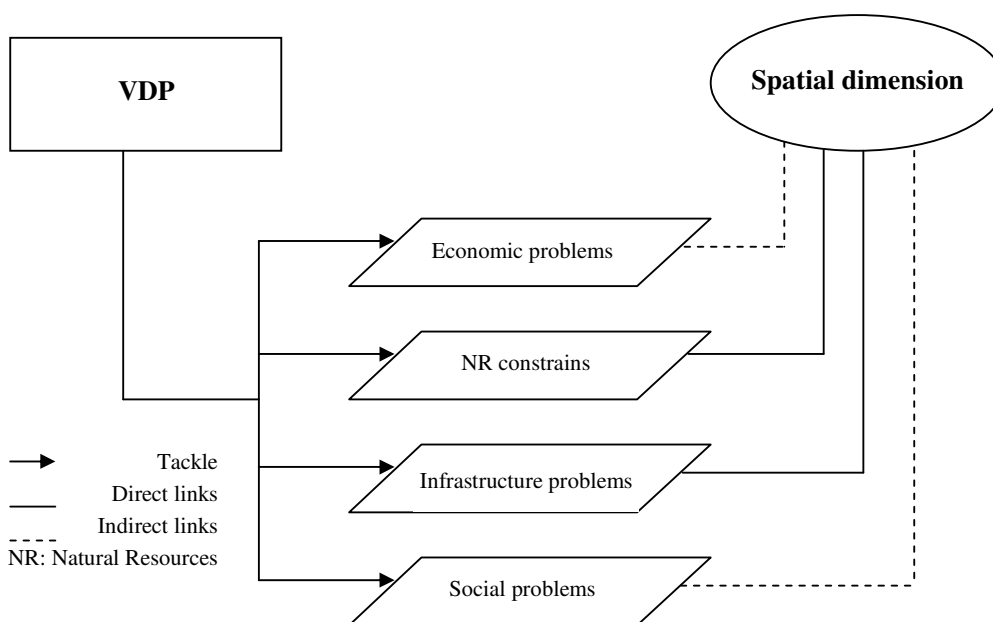 VDP
Spatial dimension
Economic problems
NR constrains
Infrastructure problems
Social problems
Tackle
Direct links
Indirect links
NR: Natural Resources